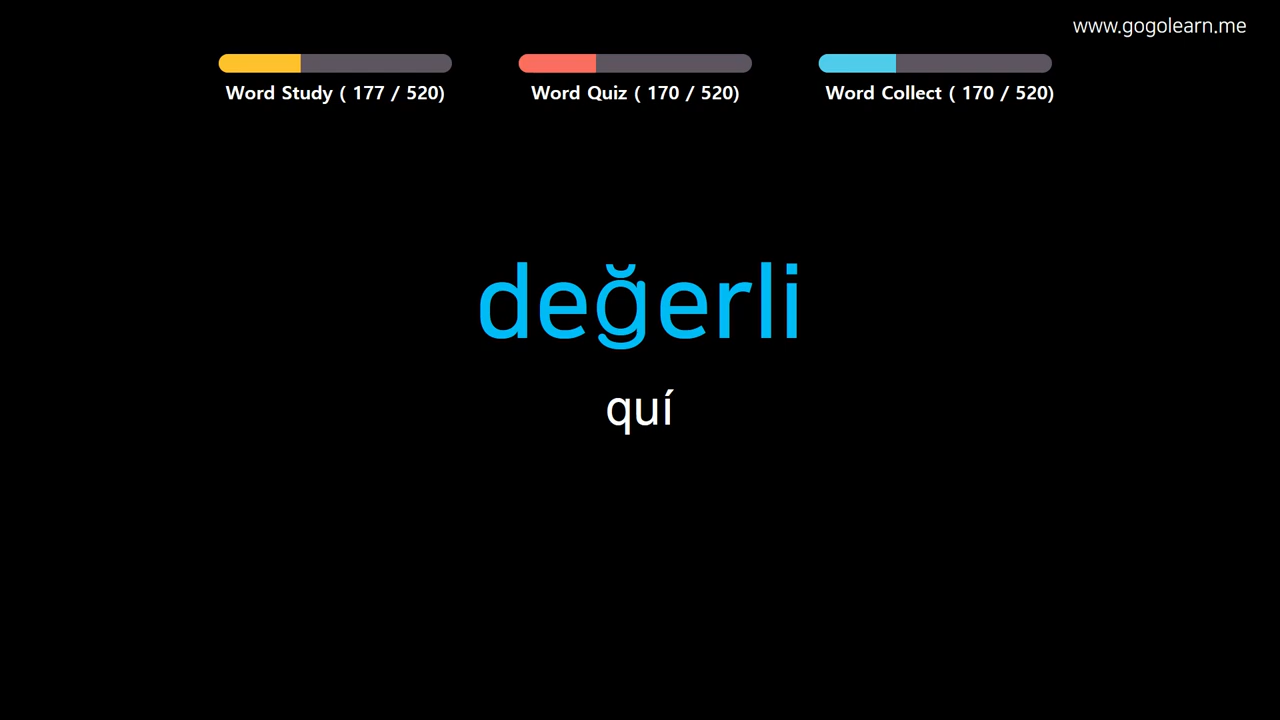 www.gogolearn.me
Word Study ( 177 / 520)
Word Quiz ( 170 / 520)
Word Collect ( 170 / 520)
değerli
quí